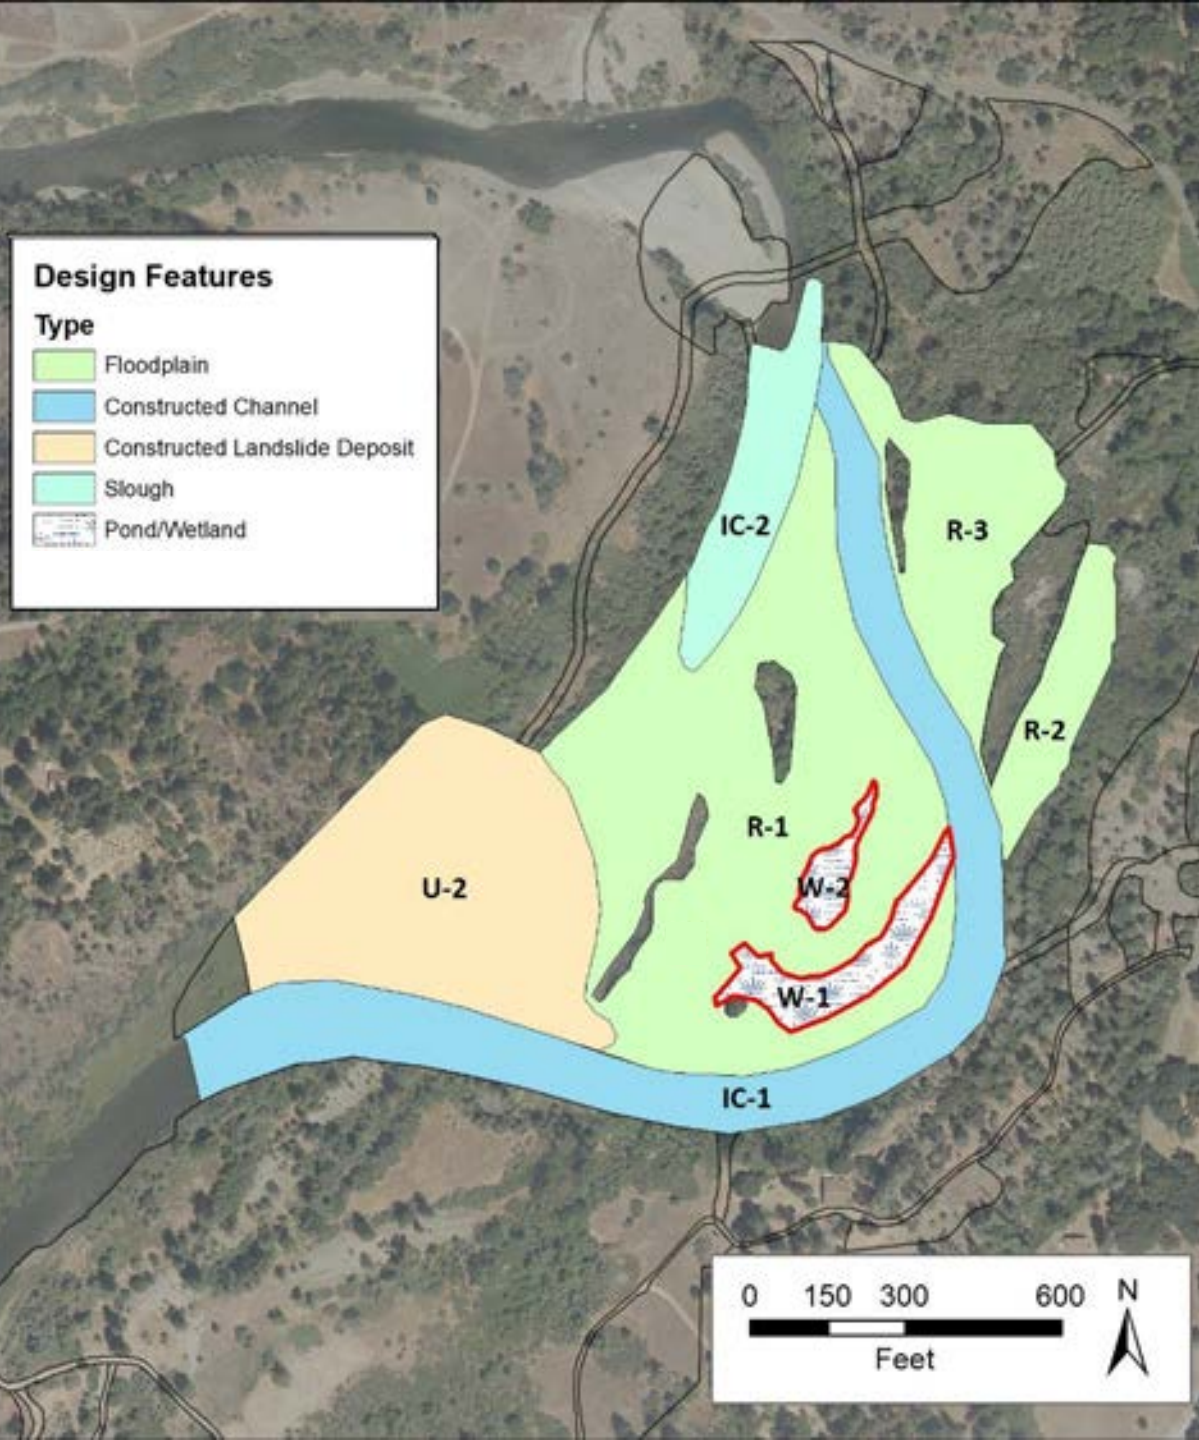 Design Features
Type
Floodplain
Constructed Channel
Constructed Landslide Deposit
Slough
Pond/Wetland
IC-2
R-3
R-2
R-1
W-2
U-2
W-1
IC-1
0 150 300 600 N
Feet